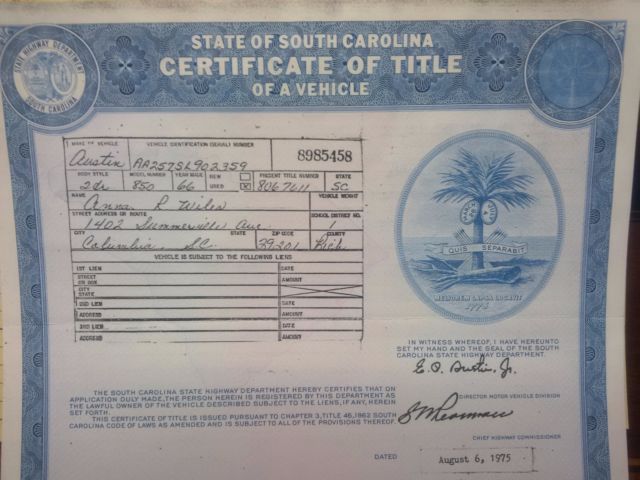 STATE HIGHWAY DEPARTMENT
SOUTH CAROLINA
STATE OF SOUTH CAROLINA
CERTIFICATE OF TITLE
OF A VEHICLE
MAKE OF VEHICLE VEHICLE IDENTIFICATION (SERIAL) NUMBER
Austin AA257SL902359 8985458
BODY STYLE MODEL NUMBER YEAR MADE NEW PRESENT TITLE NUMBER STATE
2dr 850 66 USED X 8067611 SC
NAME VEHICLE WEIGHT
Anna R Wiles
STREET ADDRESS OR ROUTE SCHOOL DISTRICT NO.
1402 Summerville Ave. 1
CITY STATE ZIP CODE COUNTY
Columbia, SC. 29201 Rich.
VEHICLE IS SUBJECT TO THE FOLLOWING LIENS
1ST LIEN DATE
STREET OR BOX AMOUNT
CITY STATE
2ND LIEN DATE
ADDRESS AMOUNT
3RD LIEN DATE
ADDRESS AMOUNT
QUIS SEPARABIT
MELIOREM LAPSA LOCAVIT
1776
IN WITNESS WHEREOF, I HAVE HEREUNTO
SET MY HAND AND THE SEAL OF THE SOUTH
CAROLINA STATE HIGHWAY DEPARTMENT.
E. P. Austin, Jr.
DIRECTOR MOTOR VEHICLE DIVISION
THE SOUTH CAROLINA STATE HIGHWAY DEPARTMENT HEREBY CERTIFIES THAT ON
APPLICATION DULY MADE, THE PERSON HEREIN IS REGISTERED BY THIS DEPARTMENT AS
THE LAWFUL OWNER OF THE VEHICLE DESCRIBED SUBJECT TO THE LIENS, IF ANY, HEREIN
SET FORTH.
THIS CERTIFICATE OF TITLE IS ISSUED PURSUANT TO CHAPTER 3, TITLE 46, 1962 SOUTH
CAROLINA CODE OF LAWS AS AMENDED AND IS SUBJECT TO ALL OF THE PROVISIONS THEREOF.
CHIEF HIGHWAY COMMISSIONER
DATED August 6, 1975